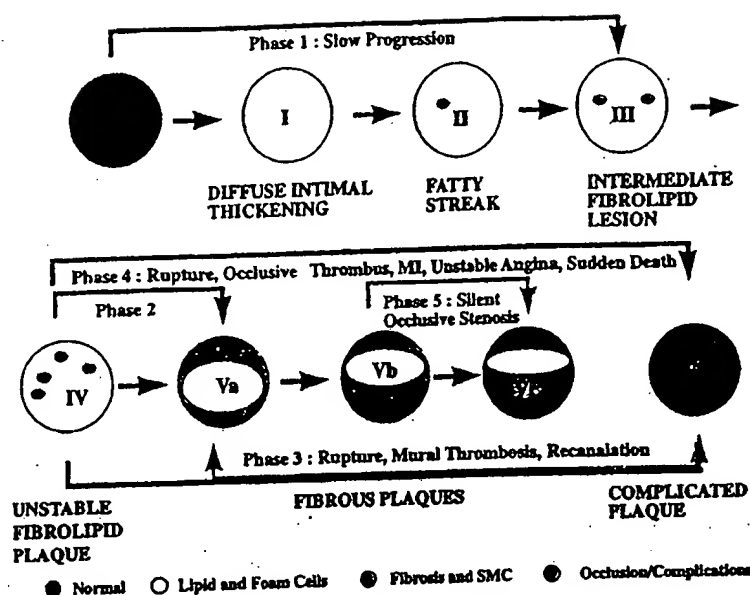 Phase 1 : Slow Progression
I
II
III
DIFFUSE INTIMAL
THICKENING
FATTY
STREAK
INTERMEDIATE
FIBROLIPID
LESION
Phase 4 : Rupture, Occlusive Thrombus, MI, Unstable Angina, Sudden Death
Phase 2
Phase 5 : Silent
Occlusive Stenosis
IV
Va
Vb
Phase 3 : Rupture, Mural Thrombosis, Recanalation
UNSTABLE
FIBROLIPID
PLAQUE
FIBROUS PLAQUES
COMPLICATED
PLAQUE
Normal
Lipid and Foam Cells
Fibrosis and SMC
Occlusion/Complications